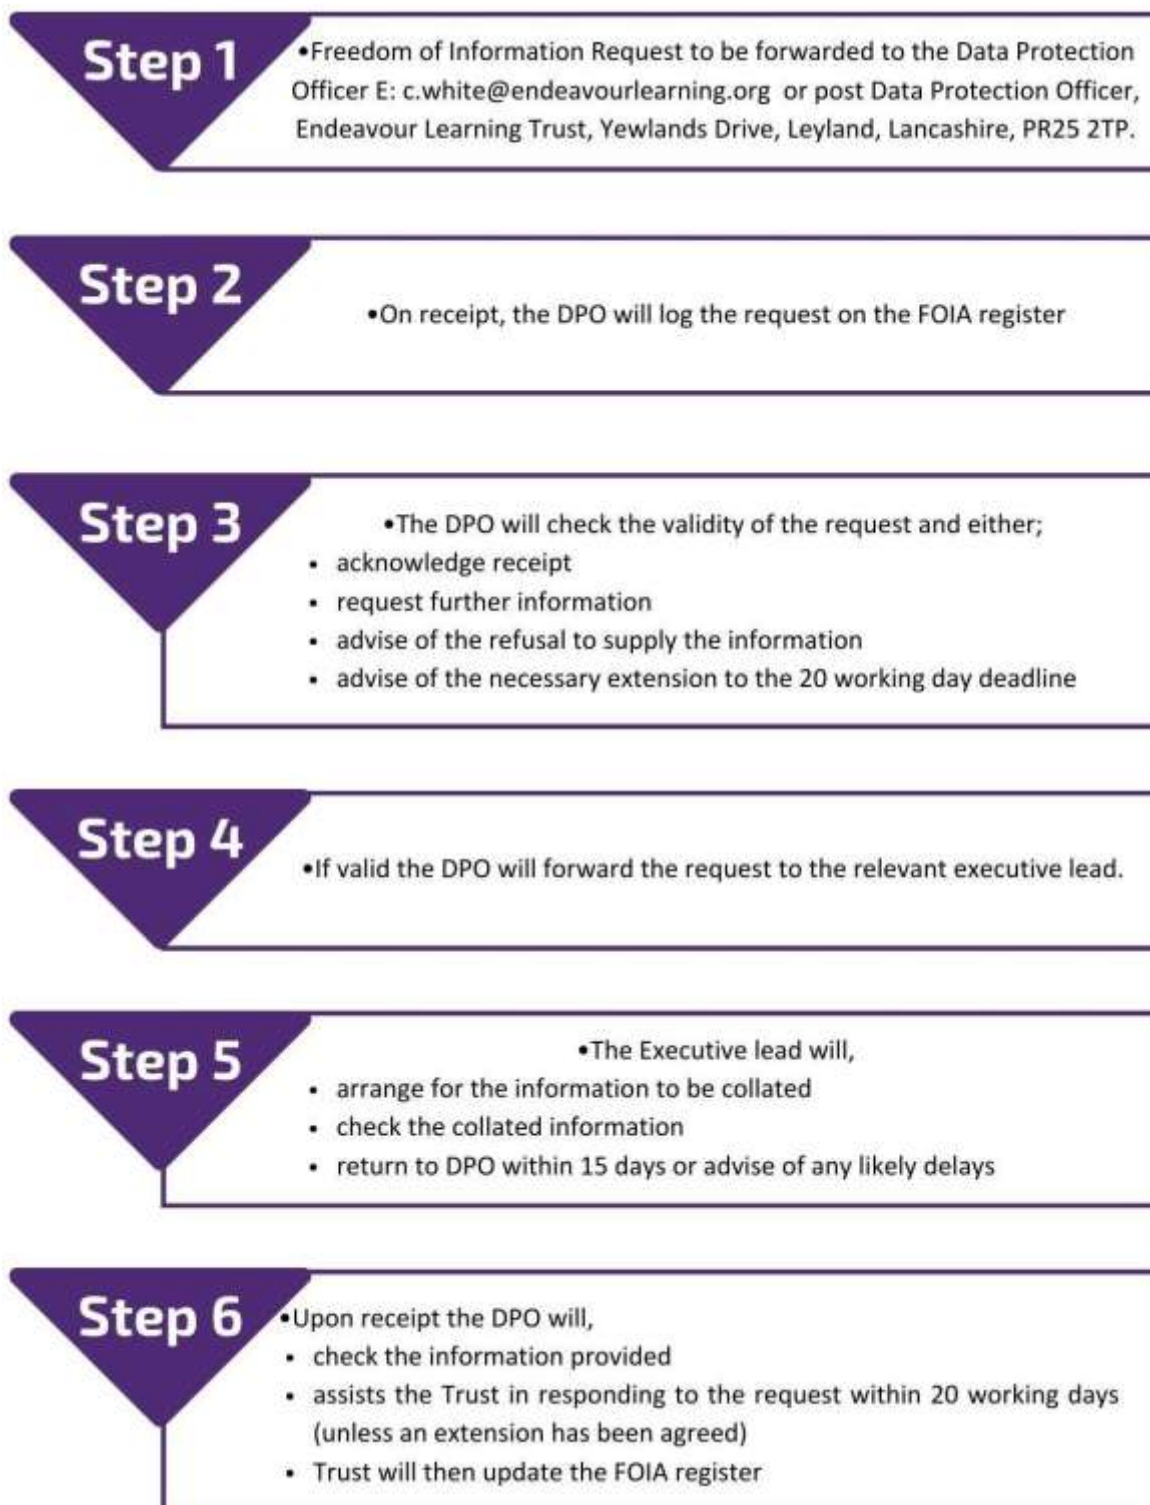 Step 1
•Freedom of Information Request to be forwarded to the Data Protection
Officer E: c.white@endeavourlearning.org or post Data Protection Officer,
Endeavour Learning Trust, Yewlands Drive, Leyland, Lancashire, PR25 2TP.
Step 2
•On receipt, the DPO will log the request on the FOIA register
Step 3
•The DPO will check the validity of the request and either;
• acknowledge receipt
• request further information
• advise of the refusal to supply the information
• advise of the necessary extension to the 20 working day deadline
Step 4
•If valid the DPO will forward the request to the relevant executive lead.
Step 5
•The Executive lead will,
• arrange for the information to be collated
• check the collated information
• return to DPO within 15 days or advise of any likely delays
Step 6
•Upon receipt the DPO will,
• check the information provided
• assists the Trust in responding to the request within 20 working days
(unless an extension has been agreed)
• Trust will then update the FOIA register